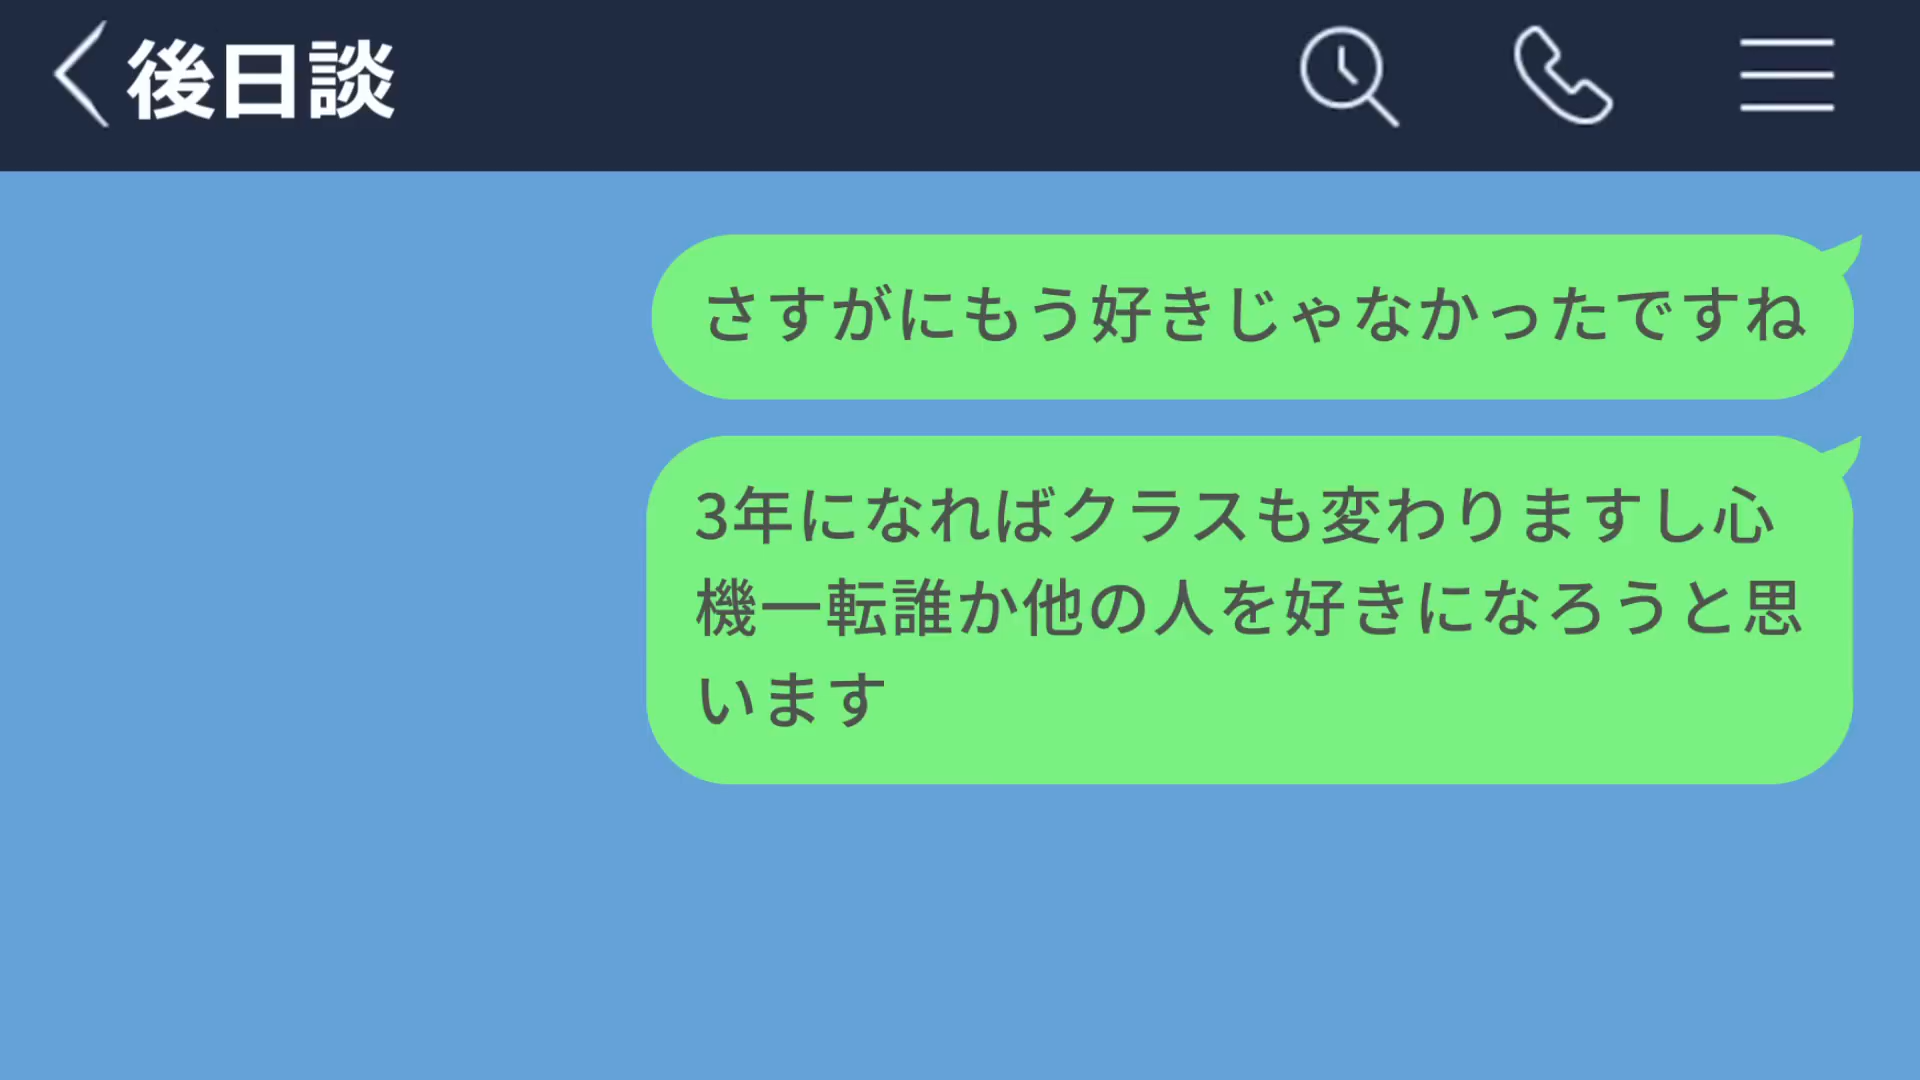 後日談
さすがにもう好きじゃなかったですね
3年になればクラスも変わりますし心
機一転誰か他の人を好きになろうと思
います